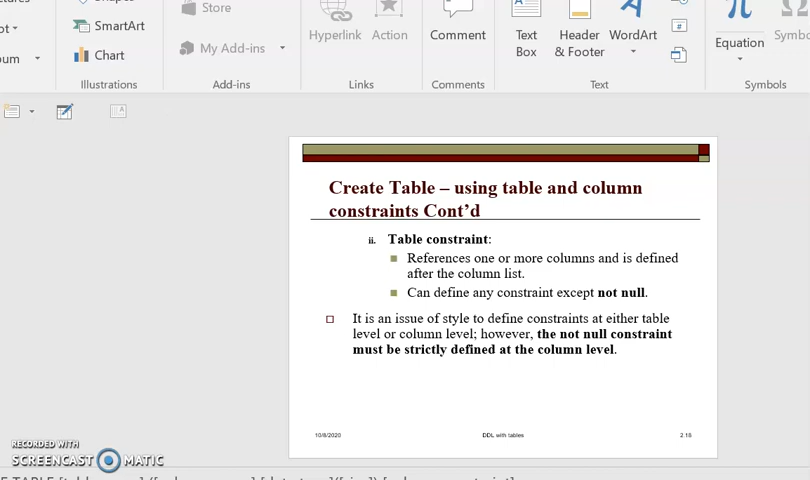 Store
SmartArt
Chart
My Add-ins
Hyperlink Action
Comment
Text Box
Header & Footer
WordArt
Equation
Illustrations
Add-ins
Links
Comments
Text
Symbols
Create Table – using table and column
constraints Cont'd
ii. Table constraint:
References one or more columns and is defined
after the column list.
Can define any constraint except not null.
It is an issue of style to define constraints at either table
level or column level; however, the not null constraint
must be strictly defined at the column level.
10/8/2020
DDL with tables
2.16
RECORDED WITH
SCREENCAST MATIC